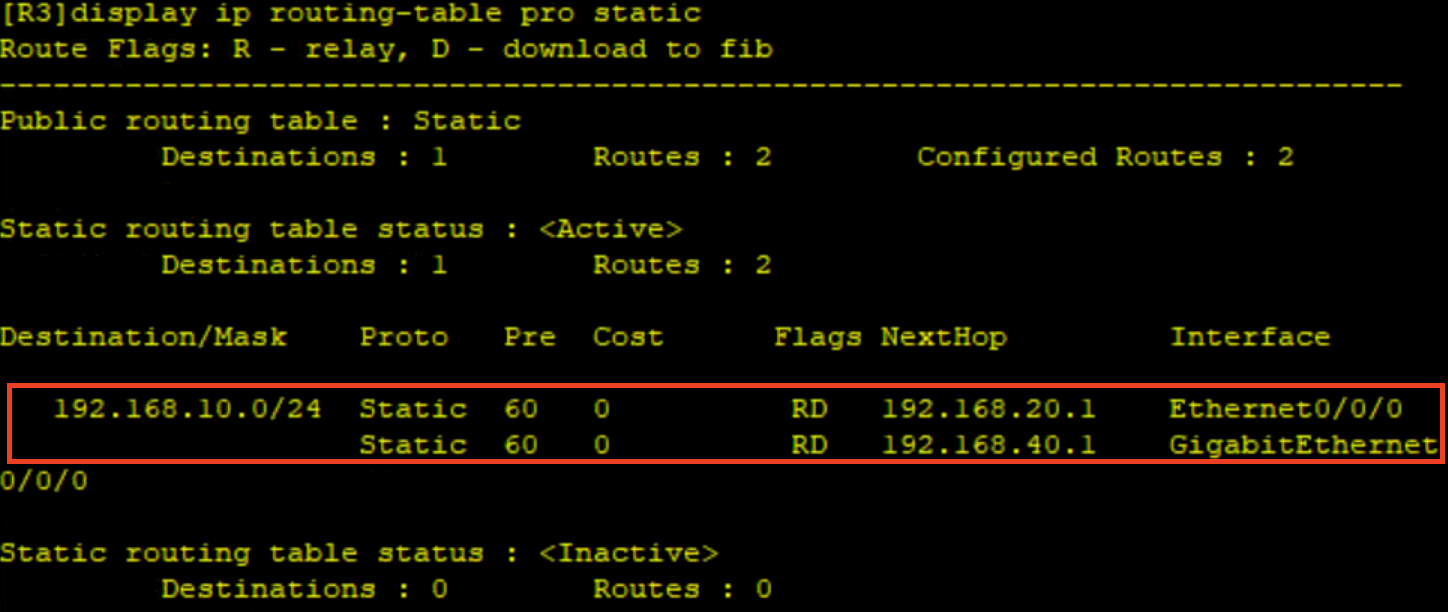 [R3]display ip routing-table pro static
Route Flags: R - relay, D - download to fib
------------------------------------------------------------------------------
Public routing table : Static
         Destinations : 1        Routes : 2        Configured Routes : 2
Static routing table status : <Active>
         Destinations : 1        Routes : 2
Destination/Mask    Proto   Pre  Cost      Flags NextHop         Interface
   192.168.10.0/24  Static  60   0          RD   192.168.20.1    Ethernet0/0/0
                    Static  60   0          RD   192.168.40.1    GigabitEthernet
0/0/0
Static routing table status : <Inactive>
         Destinations : 0        Routes : 0